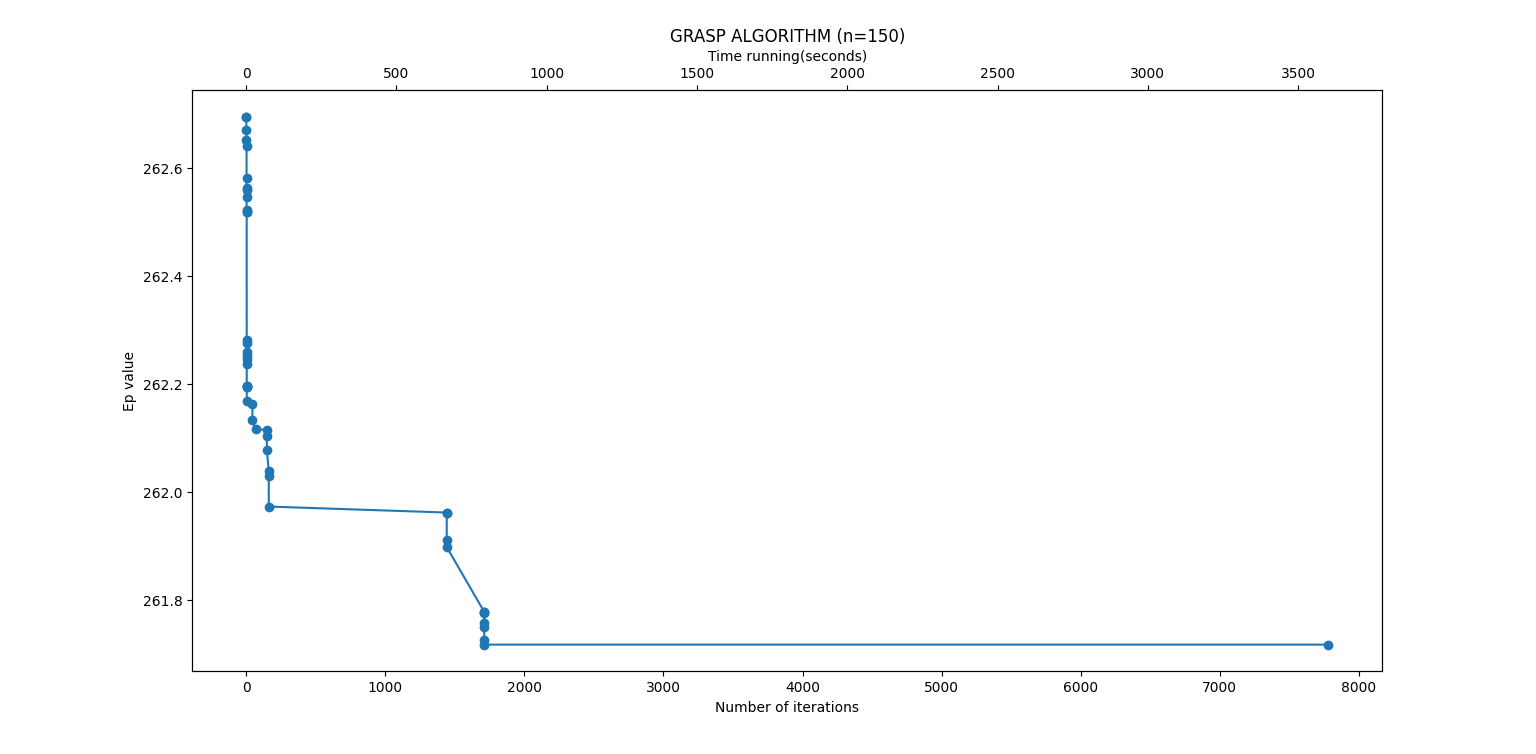 GRASP ALGORITHM (n=150)
Time running(seconds)
0 500 1000 1500 2000 2500 3000 3500
262.6
262.4
262.2
262.0
261.8
Ep value
0 1000 2000 3000 4000 5000 6000 7000 8000
Number of iterations